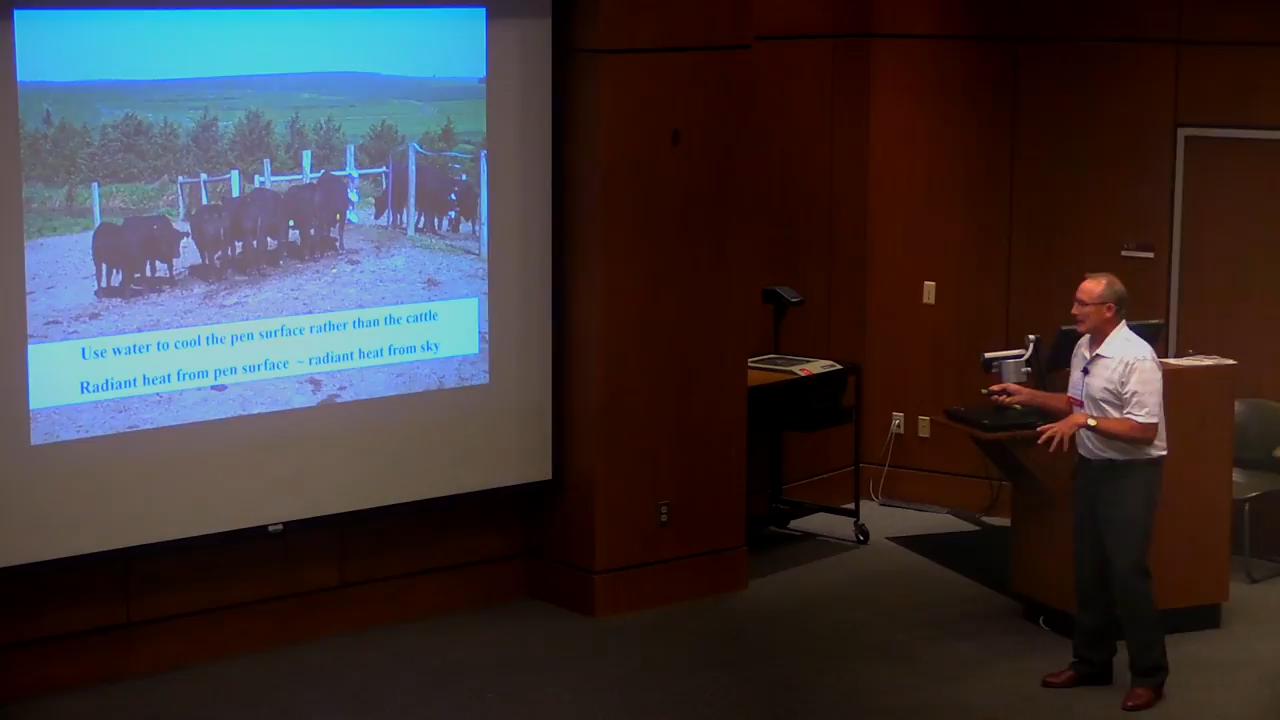 Use water to cool the pen surface rather than the cattle
Radiant heat from pen surface ~ radiant heat from sky